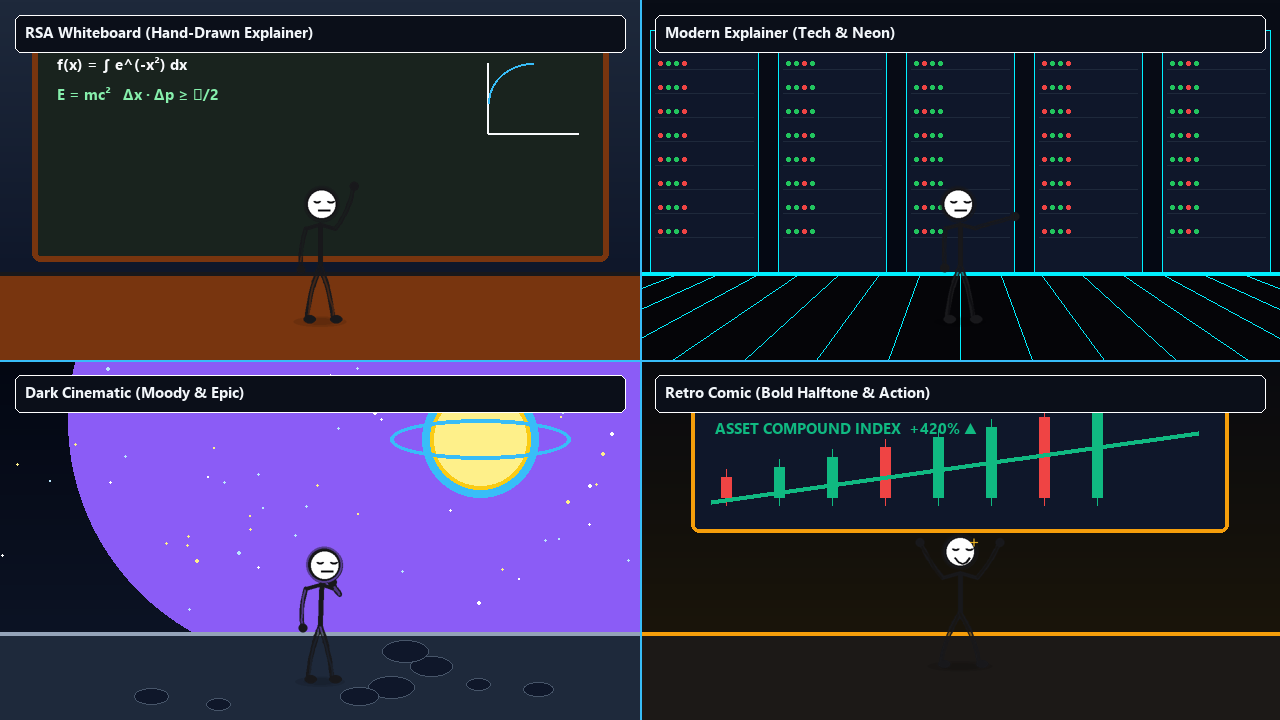 RSA Whiteboard (Hand-Drawn Explainer)
f(x) = ∫ e^(-x²) dx
E = mc² Δx · Δp ≥ ▯/2
Modern Explainer (Tech & Neon)
Dark Cinematic (Moody & Epic)
Retro Comic (Bold Halftone & Action)
ASSET COMPOUND INDEX +420% ▲